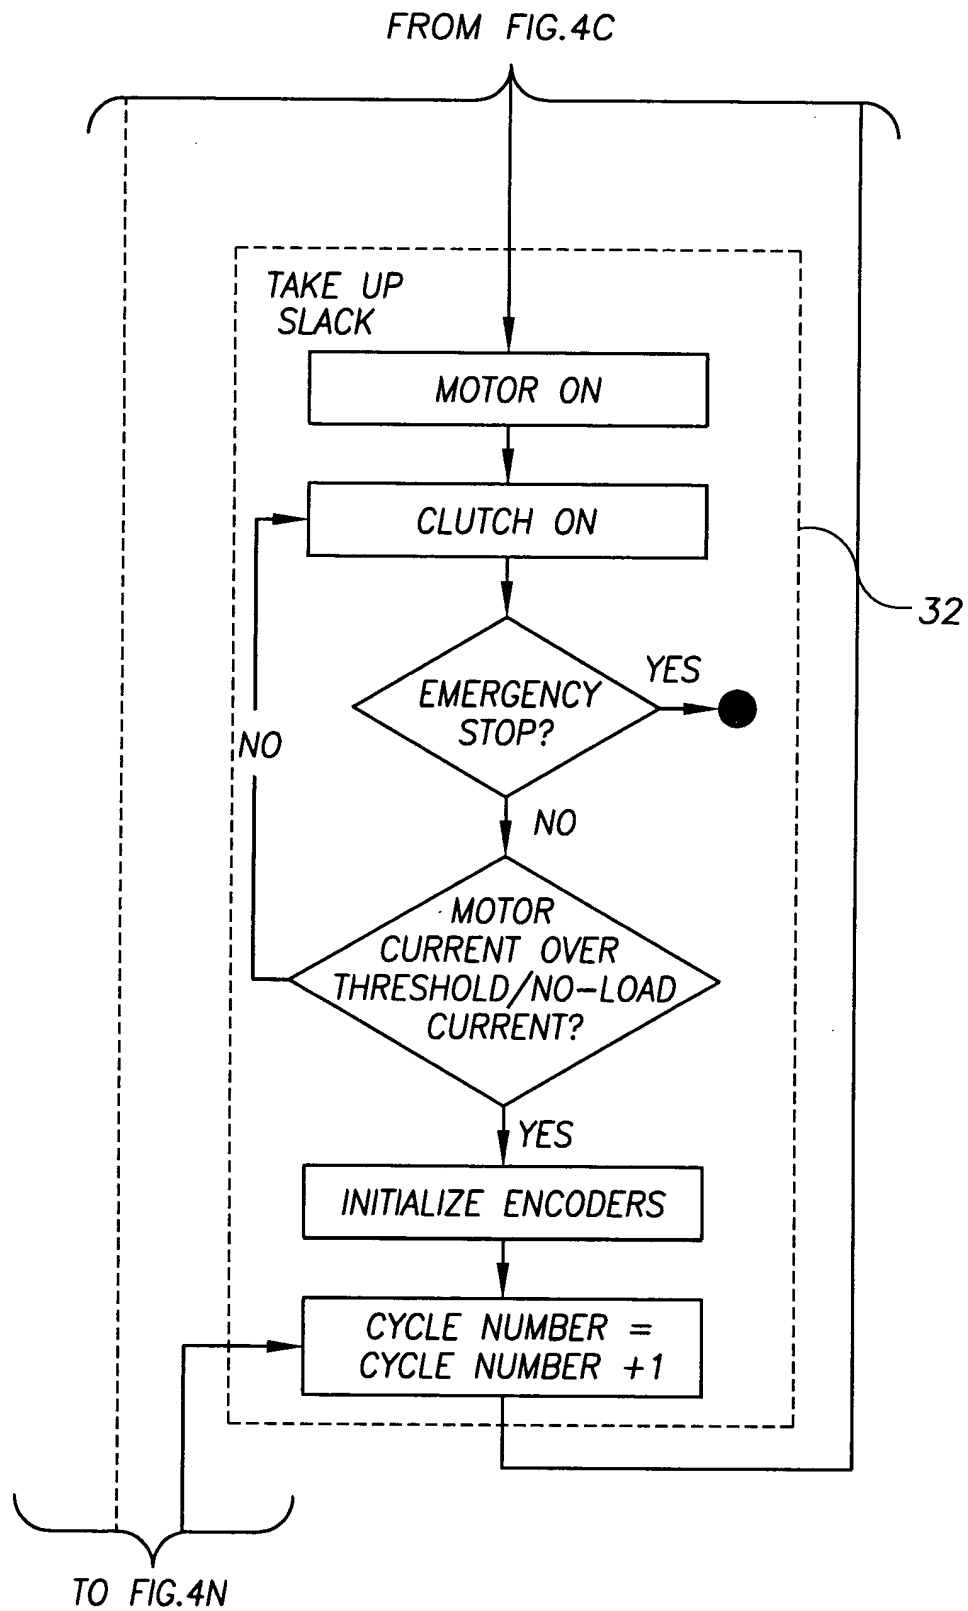 FROM FIG.4C
TAKE UP
SLACK
MOTOR ON
CLUTCH ON
32
YES
EMERGENCY
STOP?
NO
NO
MOTOR
CURRENT OVER
THRESHOLD/NO-LOAD
CURRENT?
YES
INITIALIZE ENCODERS
CYCLE NUMBER =
CYCLE NUMBER +1
TO FIG.4N